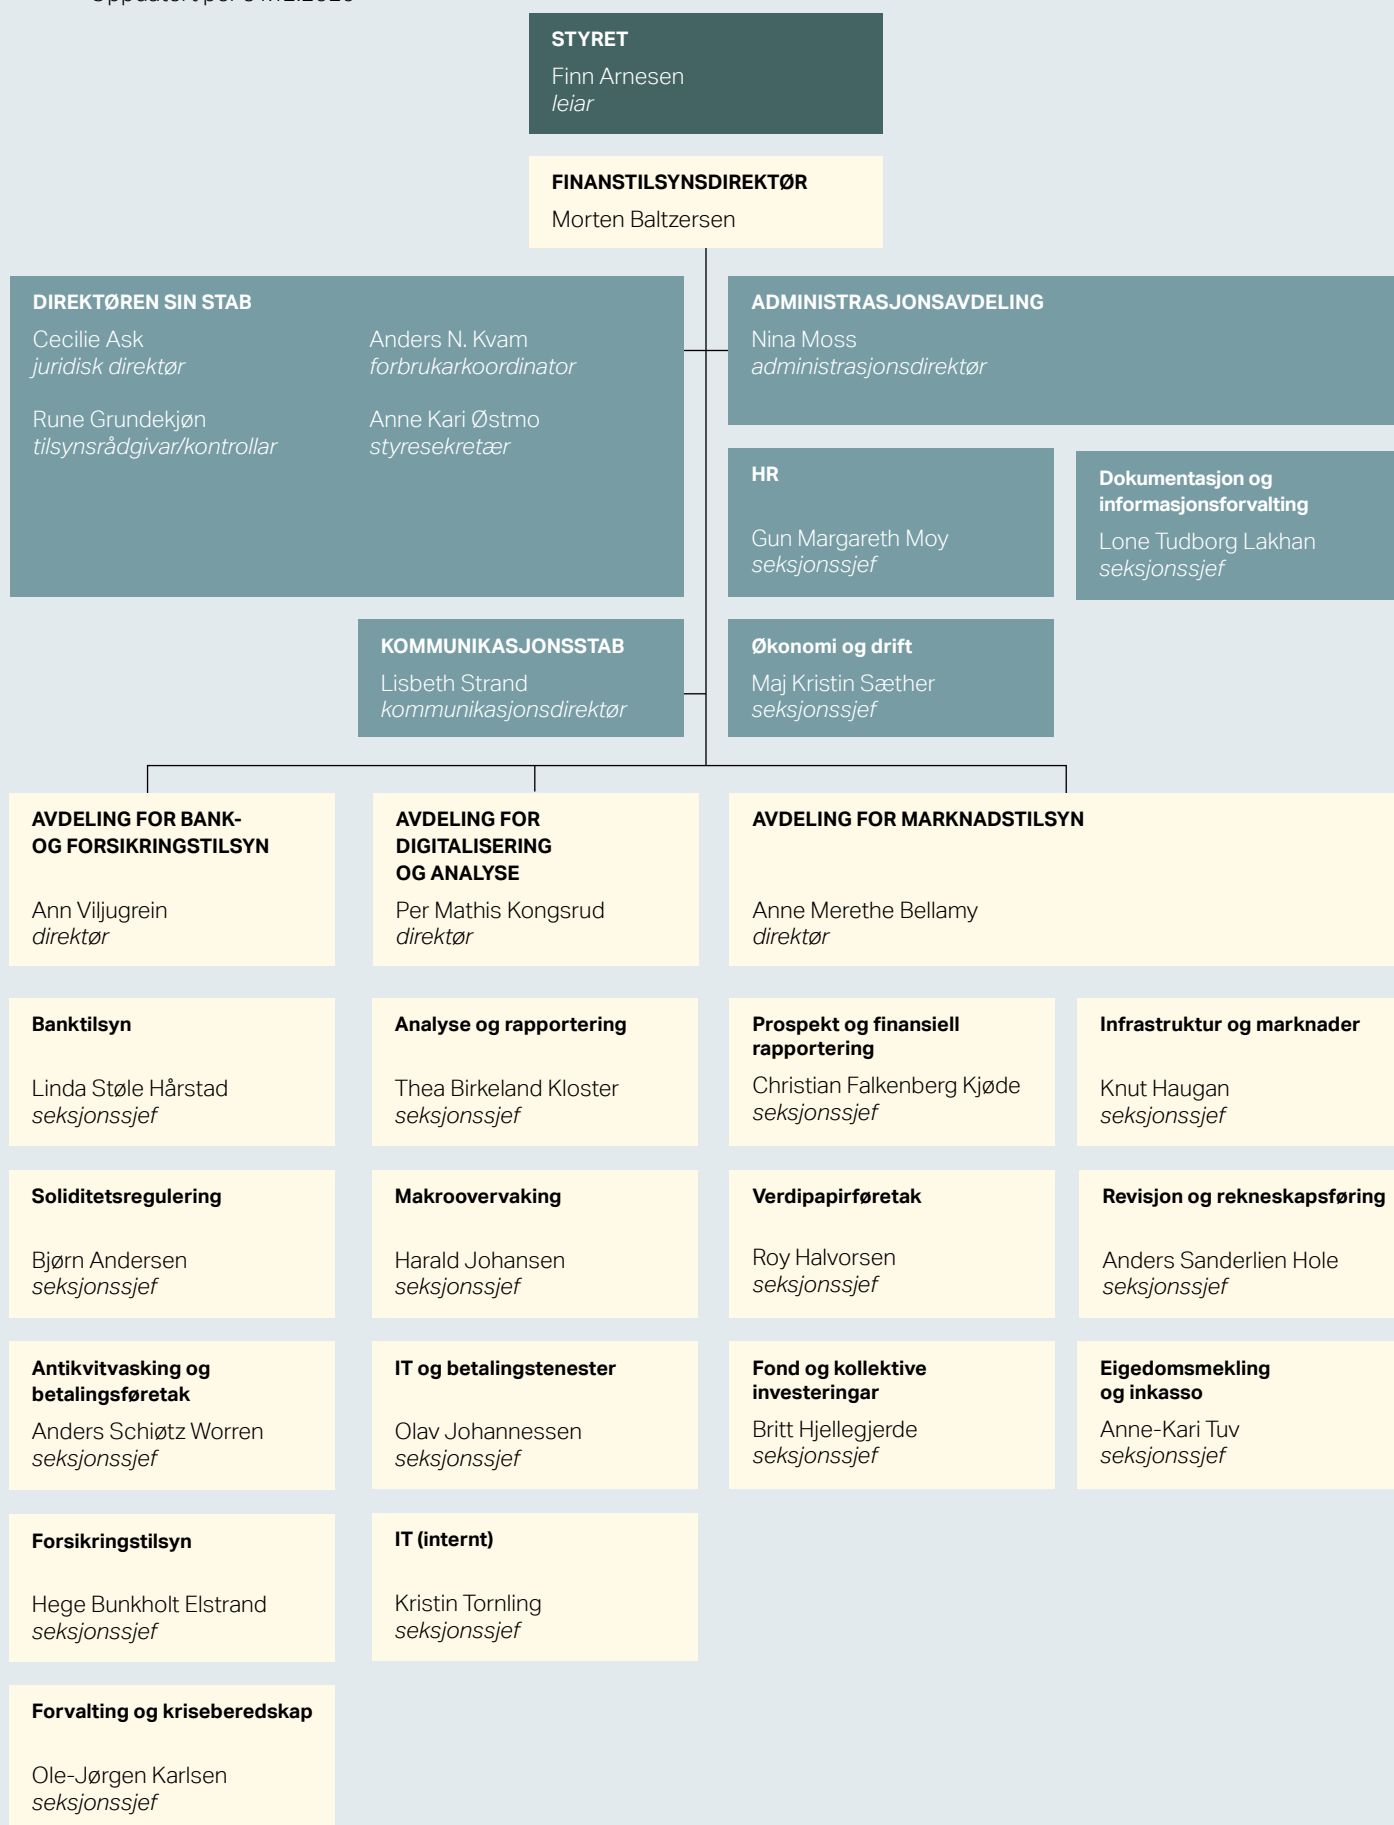 STYRET
Finn Arnesen
leiar
FINANSTILSYNSDIREKTØR
Morten Baltzersen
DIREKTØREN SIN STAB
Cecilie Ask
juridisk direktør
Rune Grundekjøn
tilsynsrådgivar/kontrollar
Anders N. Kvam
forbrukarkoordinator
Anne Kari Østmo
styresekretær
ADMINISTRASJONSAVDELING
Nina Moss
administrasjonsdirektør
HR
Gun Margareth Moy
seksjonssjef
Dokumentasjon og
informasjonsforvalting
Lone Tudborg Lakhan
seksjonssjef
KOMMUNIKASJONSSTAB
Lisbeth Strand
kommunikasjonsdirektør
Økonomi og drift
Maj Kristin Sæther
seksjonssjef
AVDELING FOR BANK-
OG FORSIKRINGSTILSYN
Ann Viljugrein
direktør
AVDELING FOR
DIGITALISERING
OG ANALYSE
Per Mathis Kongsrud
direktør
AVDELING FOR MARKNADSTILSYN
Anne Merethe Bellamy
direktør
Banktilsyn
Linda Støle Hårstad
seksjonssjef
Analyse og rapportering
Thea Birkeland Kloster
seksjonssjef
Prospekt og finansiell
rapportering
Christian Falkenberg Kjøde
seksjonssjef
Infrastruktur og marknader
Knut Haugan
seksjonssjef
Soliditetsregulering
Bjørn Andersen
seksjonssjef
Makroovervaking
Harald Johansen
seksjonssjef
Verdipapirføretak
Roy Halvorsen
seksjonssjef
Revisjon og rekneskapsføring
Anders Sanderlien Hole
seksjonssjef
Antikvitvasking og
betalingsføretak
Anders Schiøtz Worren
seksjonssjef
IT og betalingstenester
Olav Johannessen
seksjonssjef
Fond og kollektive
investeringar
Britt Hjellegjerde
seksjonssjef
Eigedomsmekling
og inkasso
Anne-Kari Tuv
seksjonssjef
Forsikringstilsyn
Hege Bunkholt Elstrand
seksjonssjef
IT (internt)
Kristin Tornling
seksjonssjef
Forvalting og kriseberedskap
Ole-Jørgen Karlsen
seksjonssjef